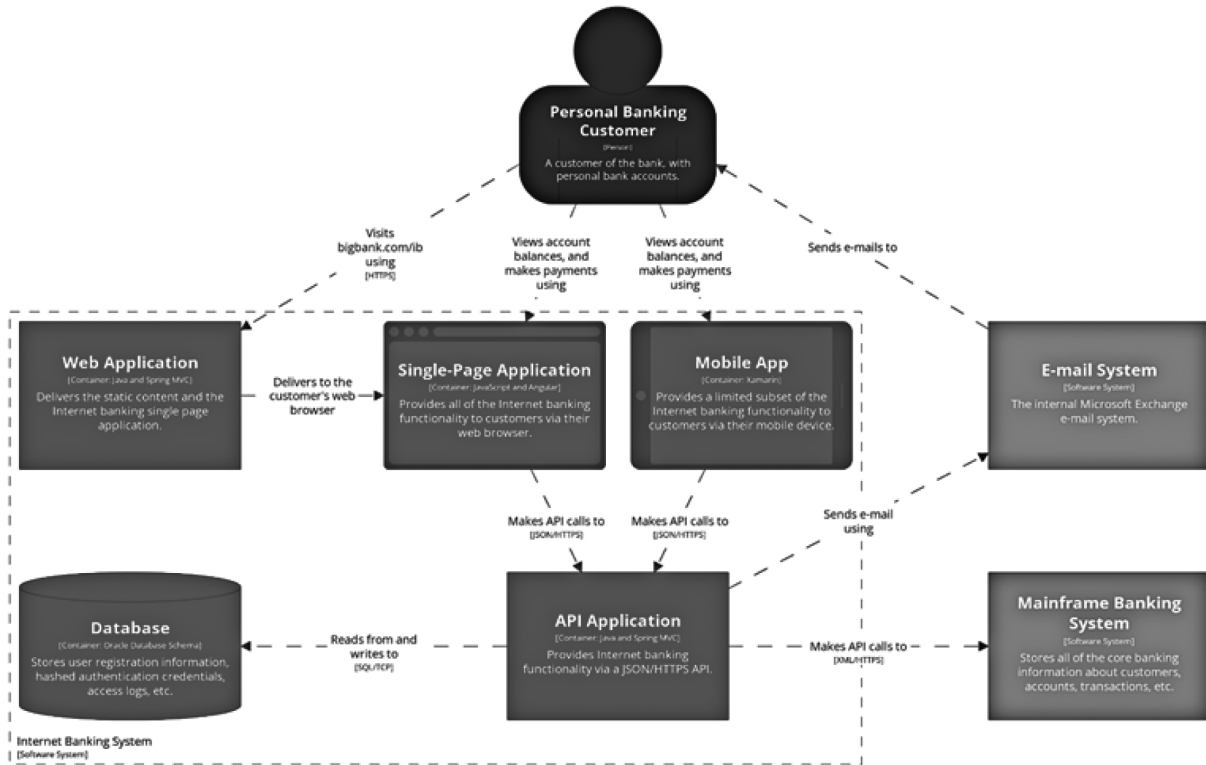 Personal Banking
Customer
[Person]
A customer of the bank, with
personal bank accounts.
Visits
bigbank.com/ib
using
[HTTPS]
Views account
balances, and
makes payments
using
Views account
balances, and
makes payments
using
Sends e-mails to
Web Application
[Container: Java and Spring MVC]
Delivers the static content and the
Internet banking single page
application.
Delivers to the
customer's web
browser
Single-Page Application
[Container: JavaScript and Angular]
Provides all of the Internet banking
functionality to customers via their
web browser.
Mobile App
[Container: Xamarin]
Provides a limited subset of the
Internet banking functionality to
customers via their mobile device.
E-mail System
[Software System]
The internal Microsoft Exchange
e-mail system.
Makes API calls to
[JSON/HTTPS]
Makes API calls to
[JSON/HTTPS]
Sends e-mail
using
Database
[Container: Oracle Database Schema]
Stores user registration information,
hashed authentication credentials,
access logs, etc.
Reads from and
writes to
[SQL/TCP]
API Application
[Container: Java and Spring MVC]
Provides Internet banking
functionality via a JSON/HTTPS API.
Makes API calls to
[XML/HTTPS]
Mainframe Banking
System
[Software System]
Stores all of the core banking
information about customers,
accounts, transactions, etc.
Internet Banking System
[Software System]